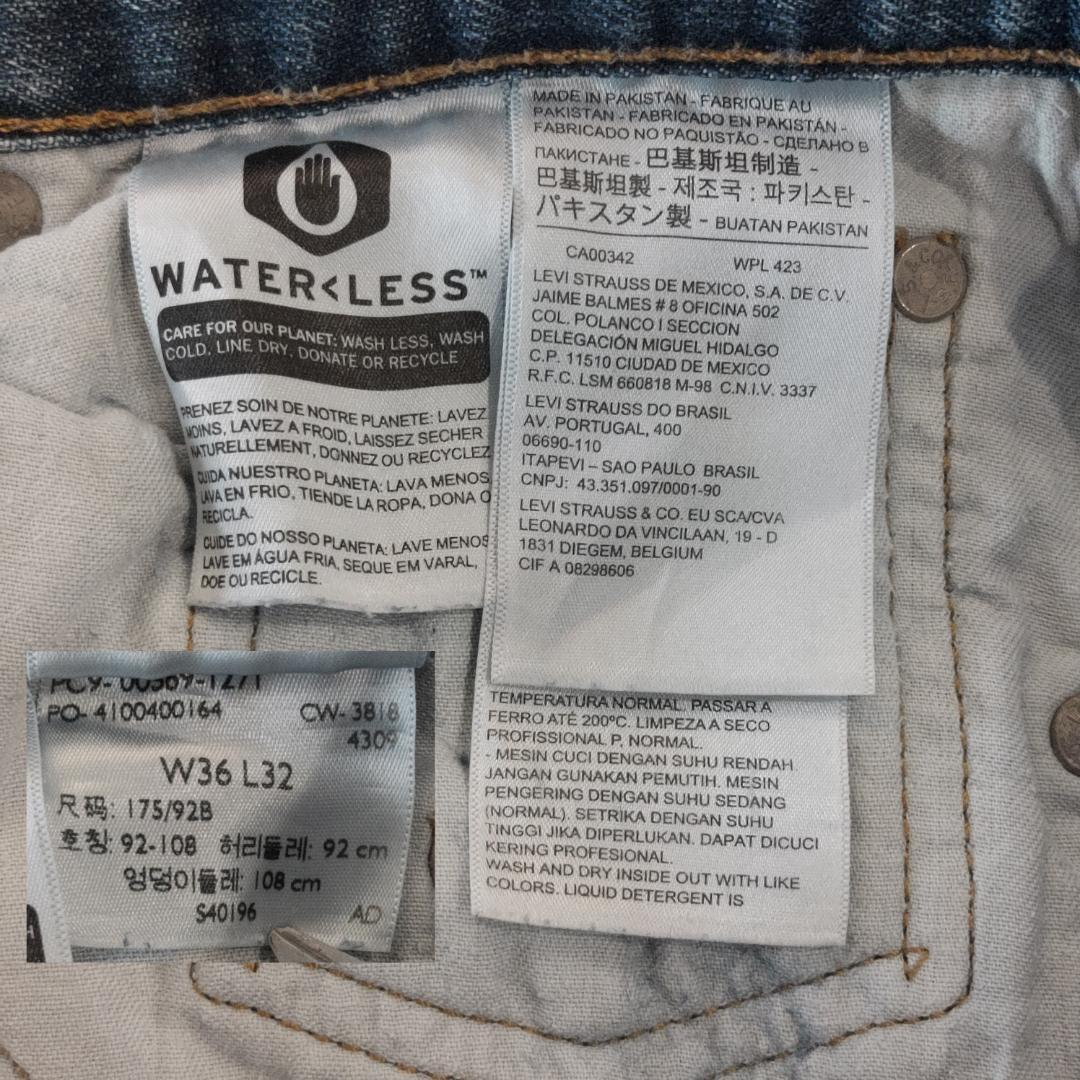 WATER<LESS™
CARE FOR OUR PLANET: WASH LESS, WASH
COLD, LINE DRY, DONATE OR RECYCLE
PRENEZ SOIN DE NOTRE PLANETE: LAVEZ
MOINS, LAVEZ A FROID, LAISSEZ SECHER
NATURELLEMENT, DONNEZ OU RECYCLEZ
CUIDA NUESTRO PLANETA: LAVA MENOS
LAVA EN FRIO, TIENDE LA ROPA, DONA O
RECICLA.
CUIDE DO NOSSO PLANETA: LAVE MENOS
LAVE EM ÁGUA FRIA, SEQUE EM VARAL,
DOE OU RECICLE.
MADE IN PAKISTAN - FABRIQUE AU
PAKISTAN - FABRICADO EN PAKISTÁN -
FABRICADO NO PAQUISTÃO - СДЕЛАНО В
ПАКИСТАНЕ - 巴基斯坦制造 -
巴基斯坦製 - 제조국 : 파키스탄 -
パキスタン製 - BUATAN PAKISTAN
CA00342 WPL 423
LEVI STRAUSS DE MEXICO, S.A. DE C.V.
JAIME BALMES # 8 OFICINA 502
COL. POLANCO I SECCION
DELEGACIÓN MIGUEL HIDALGO
C.P. 11510 CIUDAD DE MEXICO
R.F.C. LSM 660818 M-98 C.N.I.V. 3337
LEVI STRAUSS DO BRASIL
AV. PORTUGAL, 400
06690-110
ITAPEVI – SAO PAULO BRASIL
CNPJ: 43.351.097/0001-90
LEVI STRAUSS & CO. EU SCA/CVA
LEONARDO DA VINCILAAN, 19 - D
1831 DIEGEM, BELGIUM
CIF A 08298606
TEMPERATURA NORMAL. PASSAR A
FERRO ATÉ 200ºC. LIMPEZA A SECO
PROFISSIONAL P, NORMAL.
- MESIN CUCI DENGAN SUHU RENDAH.
JANGAN GUNAKAN PEMUTIH. MESIN
PENGERING DENGAN SUHU SEDANG
(NORMAL). SETRIKA DENGAN SUHU
TINGGI JIKA DIPERLUKAN. DAPAT DICUCI
KERING PROFESIONAL.
WASH AND DRY INSIDE OUT WITH LIKE
COLORS. LIQUID DETERGENT IS
PC9- 00569-1271
PO- 4100400164 CW- 3818
4309
W36 L32
尺码: 175/92B
호칭: 92-108 허리둘레: 92 cm
엉덩이둘레: 108 cm
S40196 AD